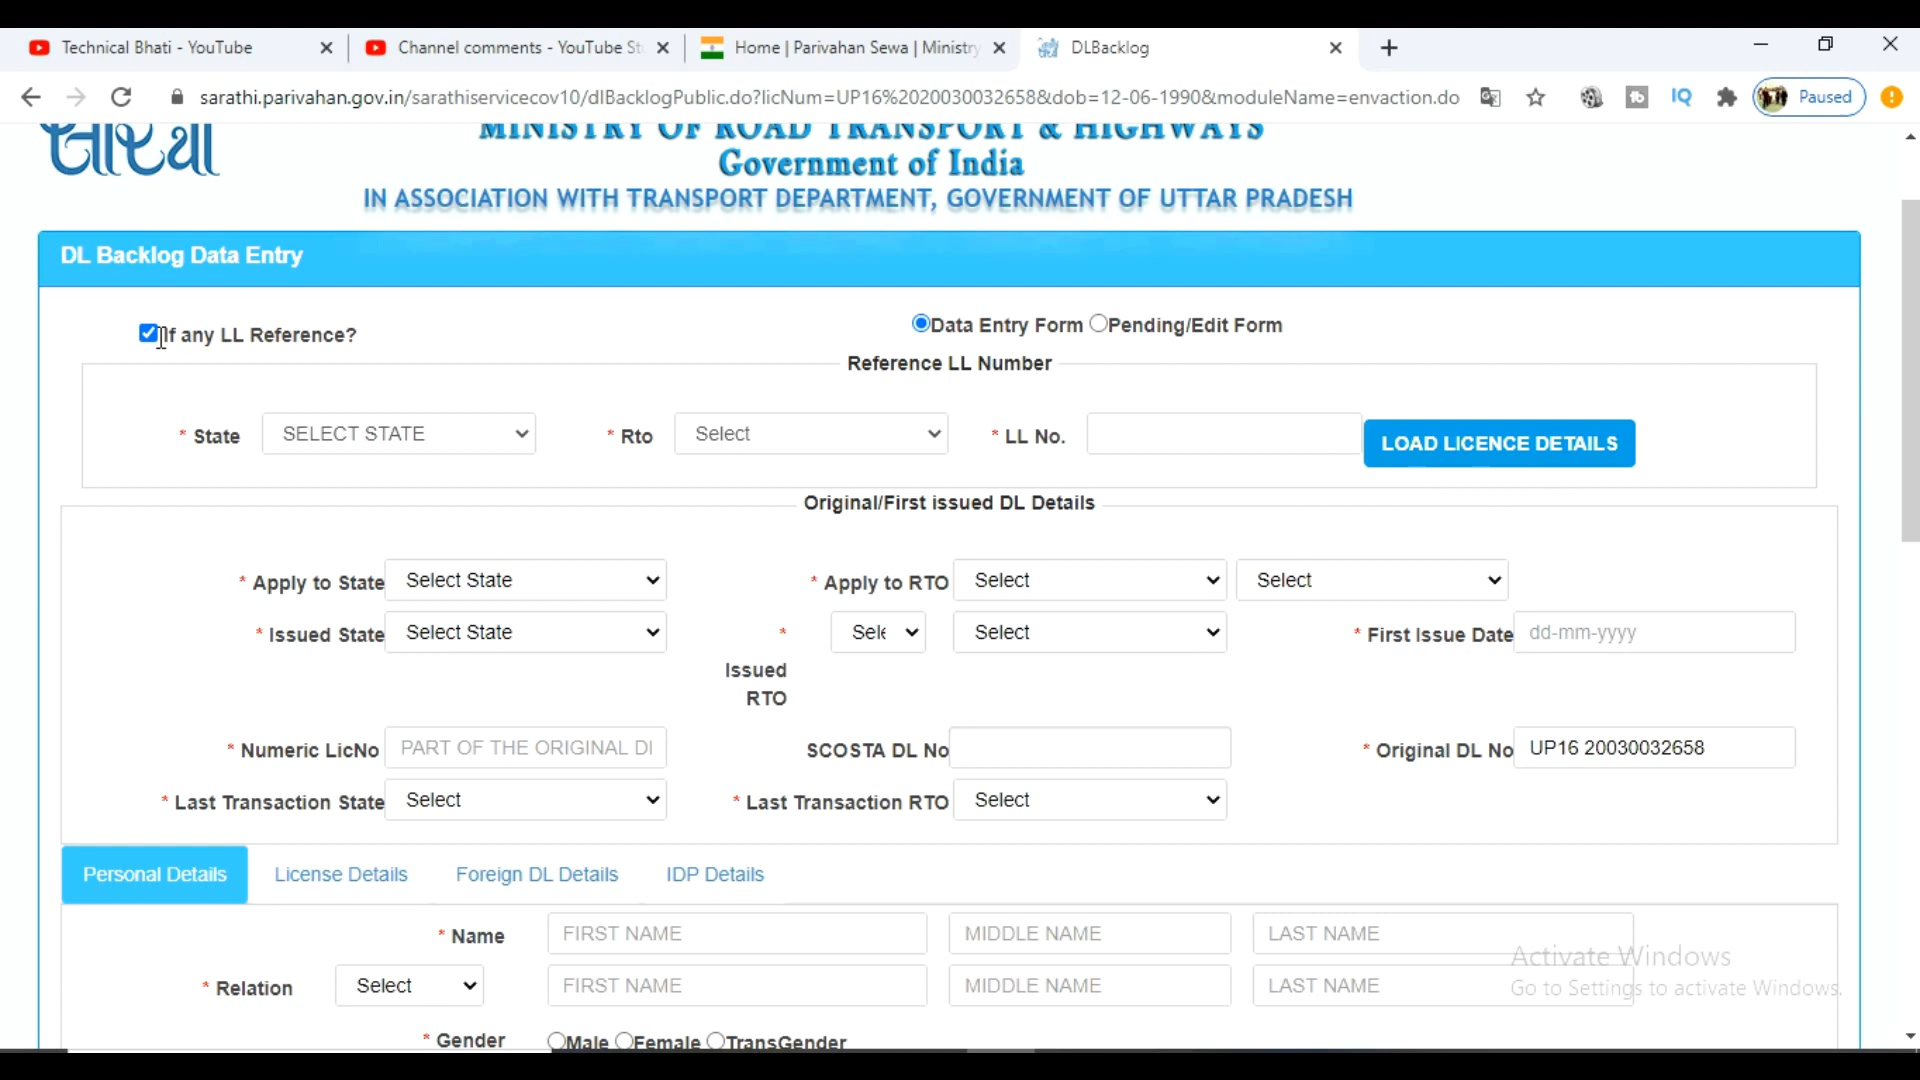 Technical Bhati - YouTube
Channel comments - YouTube St
Home | Parivahan Sewa | Ministry
DLBacklog
sarathi.parivahan.gov.in/sarathiservicecov10/dlBacklogPublic.do?licNum=UP16%2020030032658&dob=12-06-1990&moduleName=envaction.do
Paused
MINISTRY OF ROAD TRANSPORT & HIGHWAYS
Government of India
IN ASSOCIATION WITH TRANSPORT DEPARTMENT, GOVERNMENT OF UTTAR PRADESH
DL Backlog Data Entry
If any LL Reference?
Data Entry Form Pending/Edit Form
Reference LL Number
* State SELECT STATE * Rto Select * LL No. LOAD LICENCE DETAILS
Original/First issued DL Details
* Apply to State Select State * Apply to RTO Select Select
* Issued State Select State * Issued RTO Sele Select * First Issue Date dd-mm-yyyy
* Numeric LicNo PART OF THE ORIGINAL DI SCOSTA DL No * Original DL No UP16 20030032658
* Last Transaction State Select * Last Transaction RTO Select
Personal Details License Details Foreign DL Details IDP Details
* Name FIRST NAME MIDDLE NAME LAST NAME
* Relation Select FIRST NAME MIDDLE NAME LAST NAME
* Gender Male Female TransGender
Activate Windows
Go to Settings to activate Windows.